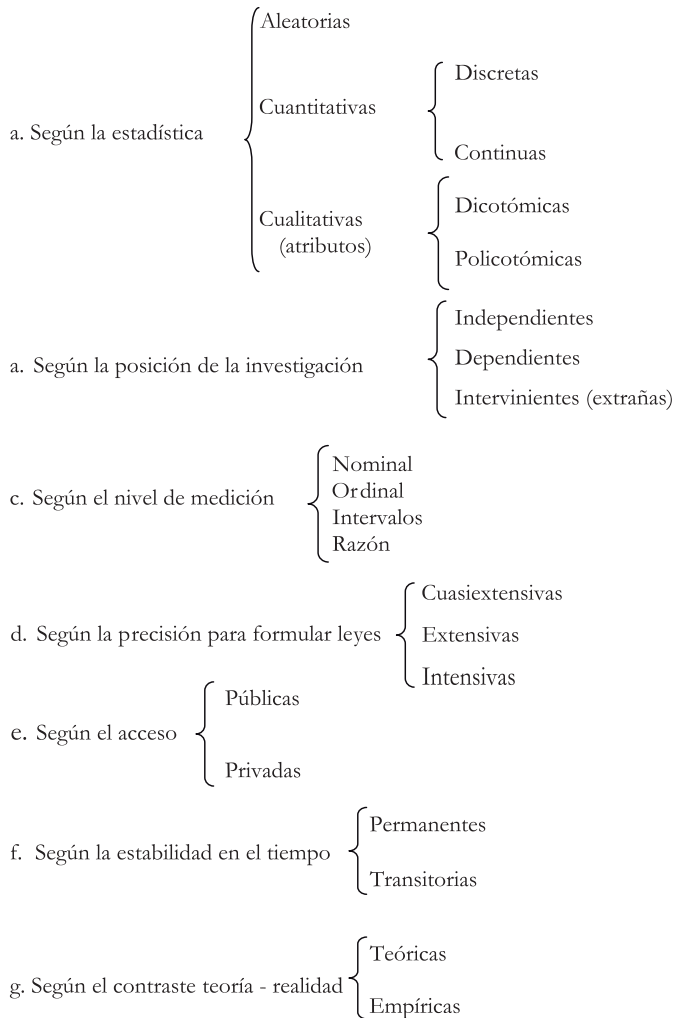 Aleatorias
Discretas
Cuantitativas
a. Según la estadística
Continuas
Dicotómicas
Cualitativas
(atributos)
Policotómicas
Independientes
a. Según la posición de la investigación
Dependientes
Intervinientes (extrañas)
Nominal
c. Según el nivel de medición
Ordinal
Intervalos
Razón
Cuasiextensivas
d. Según la precisión para formular leyes
Extensivas
Intensivas
Públicas
e. Según el acceso
Privadas
Permanentes
f. Según la estabilidad en el tiempo
Transitorias
Teóricas
g. Según el contraste teoría - realidad
Empíricas